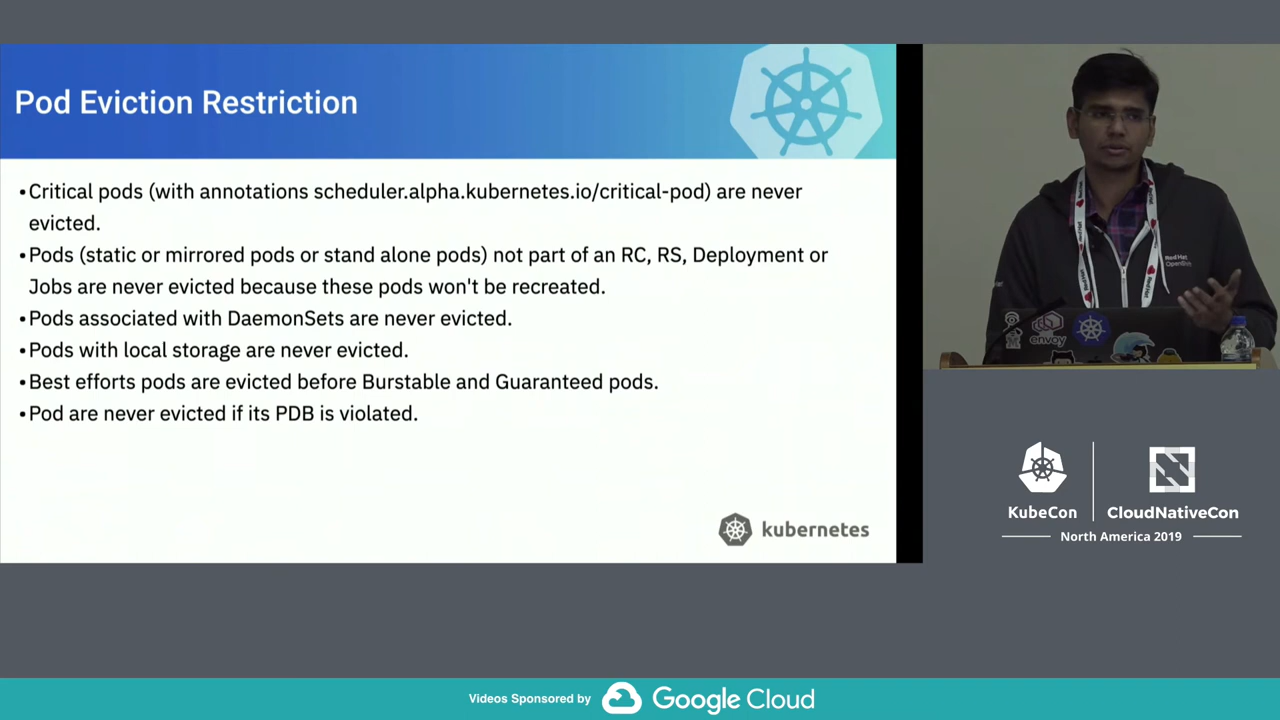 Pod Eviction Restriction
•Critical pods (with annotations scheduler.alpha.kubernetes.io/critical-pod) are never
evicted.
•Pods (static or mirrored pods or stand alone pods) not part of an RC, RS, Deployment or
Jobs are never evicted because these pods won't be recreated.
•Pods associated with DaemonSets are never evicted.
•Pods with local storage are never evicted.
•Best efforts pods are evicted before Burstable and Guaranteed pods.
•Pod are never evicted if its PDB is violated.
kubernetes
Red Hat
OpenShift
envoy
KubeCon
CloudNativeCon
North America 2019
Videos Sponsored by
Google Cloud